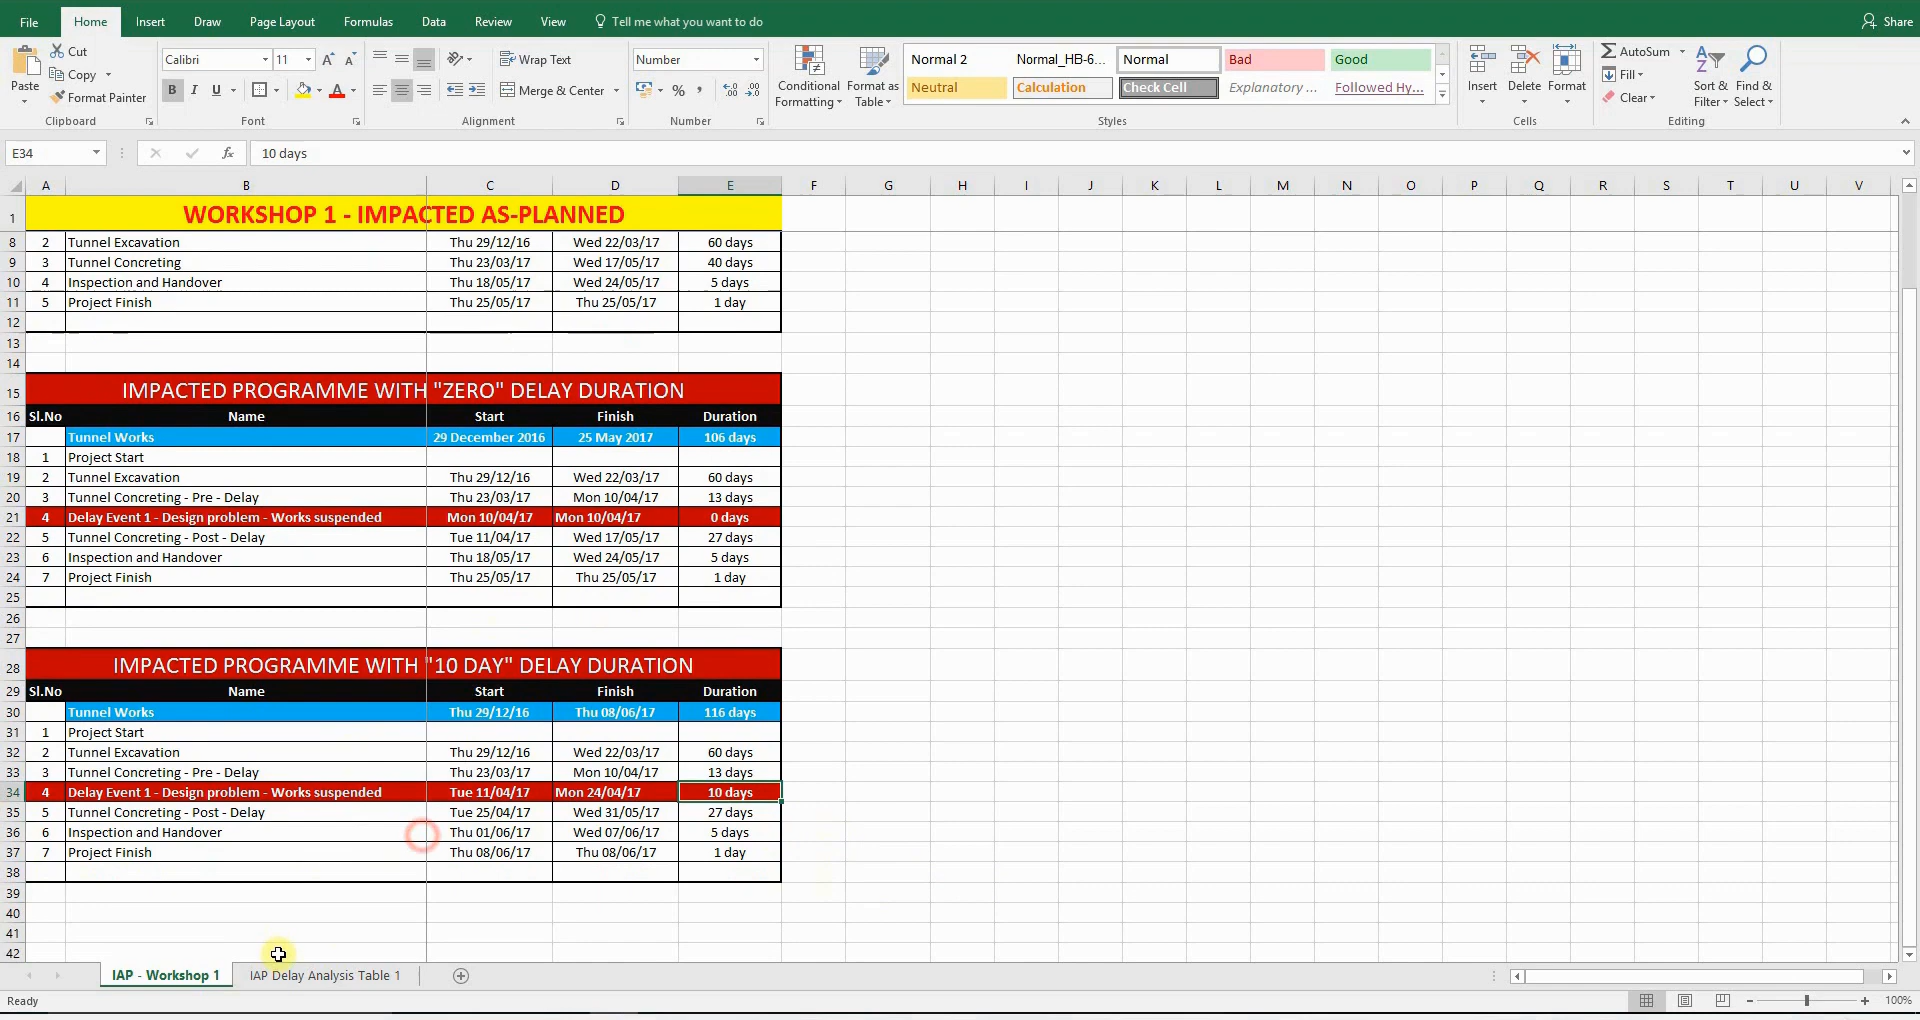 File Home Insert Draw Page Layout Formulas Data Review View Tell me what you want to do Share
Paste
Cut
Copy
Format Painter
Clipboard
Calibri 11
A A
B I U A
Font
Wrap Text
Merge & Center
Alignment
Number
% ,
Number
Conditional Formatting
Format as Table
Normal 2 Normal_HB-6... Normal Bad Good
Neutral Calculation Check Cell Explanatory ... Followed Hy...
Styles
Insert Delete Format
Cells
AutoSum
Fill
Clear
Sort & Filter
Find & Select
Editing
E34 fx 10 days
A B C D E F G H I J K L M N O P Q R S T U V
1 WORKSHOP 1 - IMPACTED AS-PLANNED
8 2 Tunnel Excavation Thu 29/12/16 Wed 22/03/17 60 days
9 3 Tunnel Concreting Thu 23/03/17 Wed 17/05/17 40 days
10 4 Inspection and Handover Thu 18/05/17 Wed 24/05/17 5 days
11 5 Project Finish Thu 25/05/17 Thu 25/05/17 1 day
12
13
14
15 IMPACTED PROGRAMME WITH "ZERO" DELAY DURATION
16 Sl.No Name Start Finish Duration
17 Tunnel Works 29 December 2016 25 May 2017 106 days
18 1 Project Start
19 2 Tunnel Excavation Thu 29/12/16 Wed 22/03/17 60 days
20 3 Tunnel Concreting - Pre - Delay Thu 23/03/17 Mon 10/04/17 13 days
21 4 Delay Event 1 - Design problem - Works suspended Mon 10/04/17 Mon 10/04/17 0 days
22 5 Tunnel Concreting - Post - Delay Tue 11/04/17 Wed 17/05/17 27 days
23 6 Inspection and Handover Thu 18/05/17 Wed 24/05/17 5 days
24 7 Project Finish Thu 25/05/17 Thu 25/05/17 1 day
25
26
27
28 IMPACTED PROGRAMME WITH "10 DAY" DELAY DURATION
29 Sl.No Name Start Finish Duration
30 Tunnel Works Thu 29/12/16 Thu 08/06/17 116 days
31 1 Project Start
32 2 Tunnel Excavation Thu 29/12/16 Wed 22/03/17 60 days
33 3 Tunnel Concreting - Pre - Delay Thu 23/03/17 Mon 10/04/17 13 days
34 4 Delay Event 1 - Design problem - Works suspended Tue 11/04/17 Mon 24/04/17 10 days
35 5 Tunnel Concreting - Post - Delay Tue 25/04/17 Wed 31/05/17 27 days
36 6 Inspection and Handover Thu 01/06/17 Wed 07/06/17 5 days
37 7 Project Finish Thu 08/06/17 Thu 08/06/17 1 day
38
39
40
41
42
IAP - Workshop 1 IAP Delay Analysis Table 1
Ready 100%